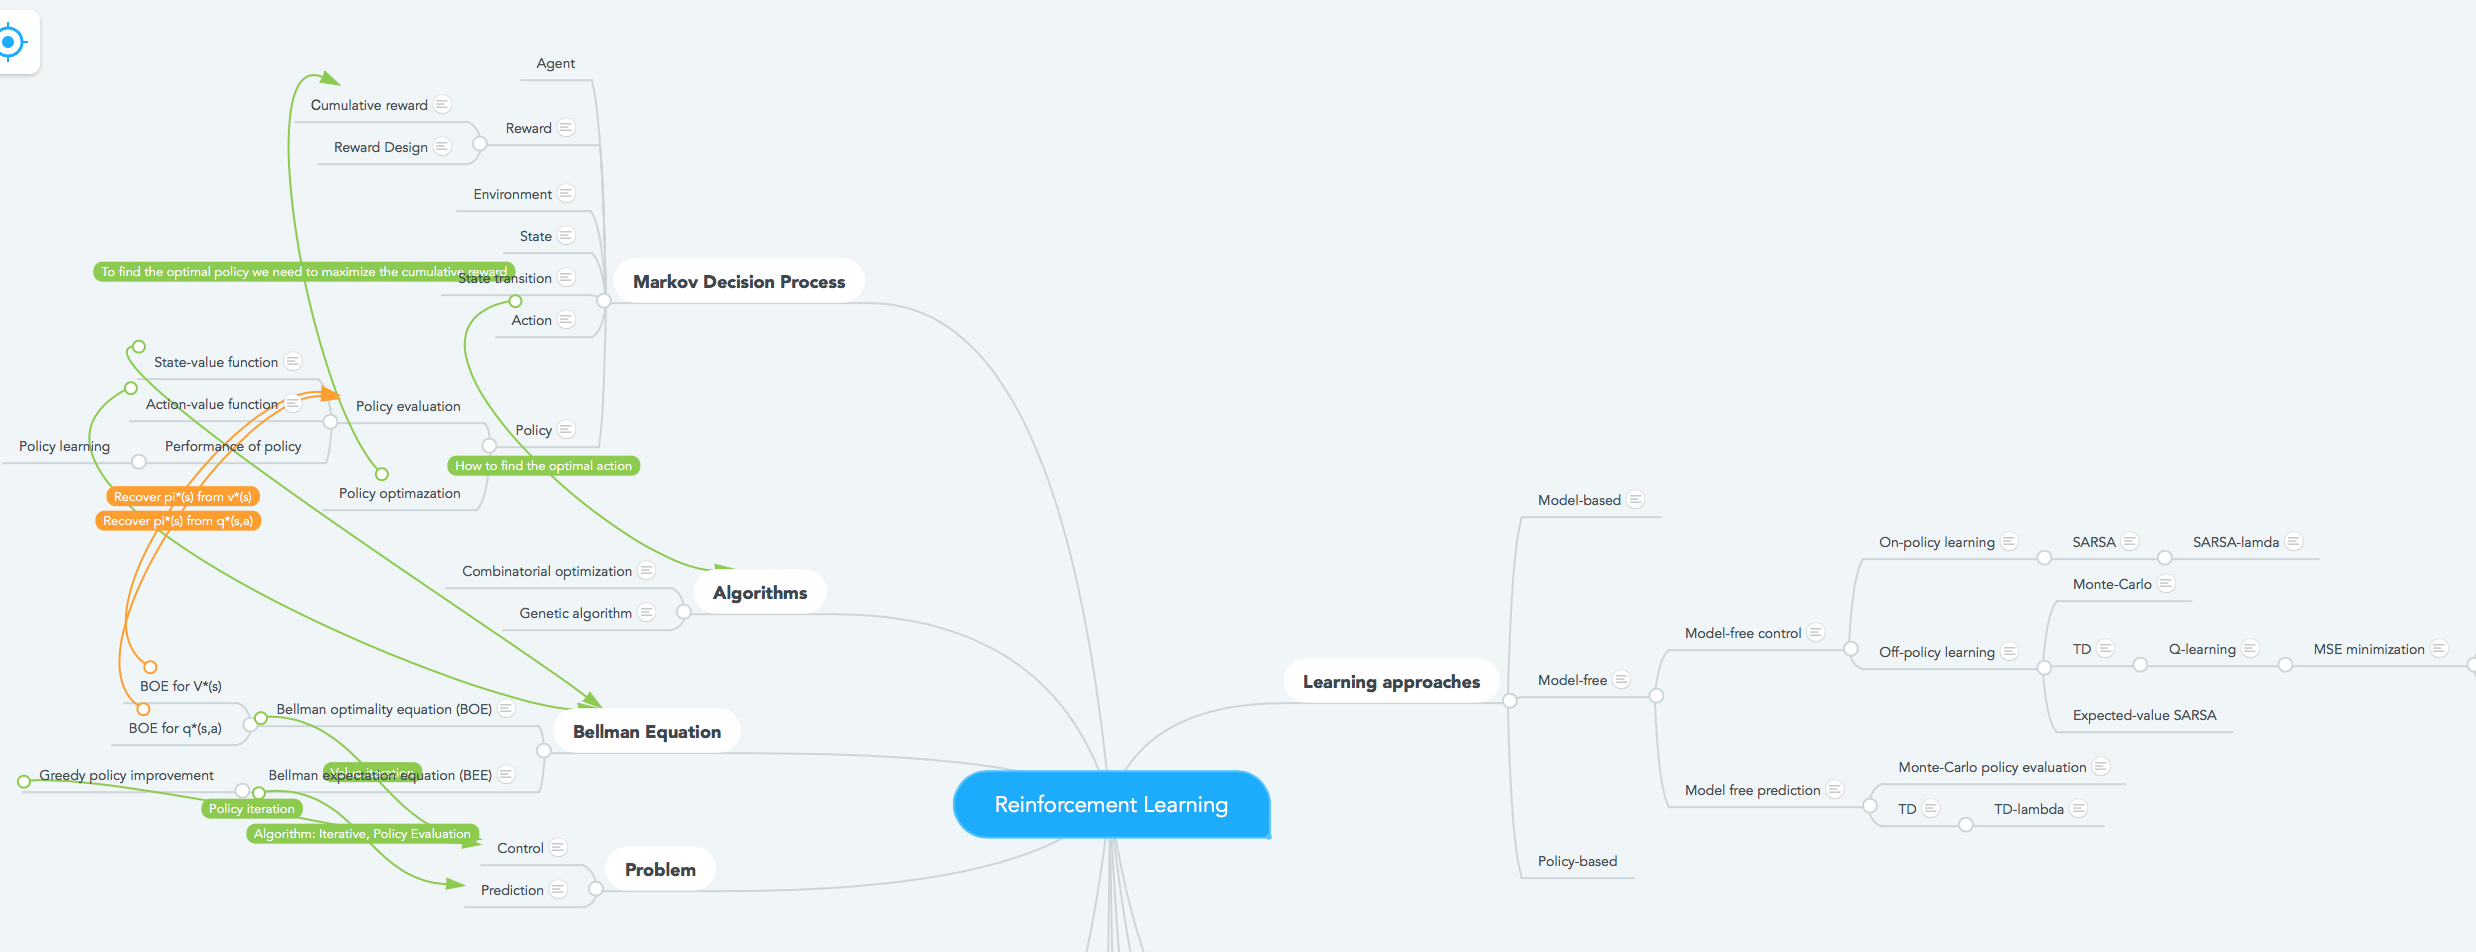 Agent
Cumulative reward
Reward
Reward Design
Environment
State
To find the optimal policy we need to maximize the cumulative reward
State transition
Markov Decision Process
Action
State-value function
Action-value function
Policy evaluation
Policy
Policy learning
Performance of policy
How to find the optimal action
Policy optimazation
Recover pi*(s) from v*(s)
Recover pi*(s) from q*(s,a)
Combinatorial optimization
Algorithms
Genetic algorithm
BOE for V*(s)
Bellman optimality equation (BOE)
BOE for q*(s,a)
Bellman Equation
Value iteration
Greedy policy improvement
Bellman expectation equation (BEE)
Policy iteration
Algorithm: Iterative, Policy Evaluation
Control
Problem
Prediction
Reinforcement Learning
Learning approaches
Model-based
Model-free
Policy-based
Model-free control
On-policy learning
SARSA
SARSA-lamda
Off-policy learning
Monte-Carlo
TD
Q-learning
MSE minimization
Expected-value SARSA
Model free prediction
Monte-Carlo policy evaluation
TD
TD-lambda